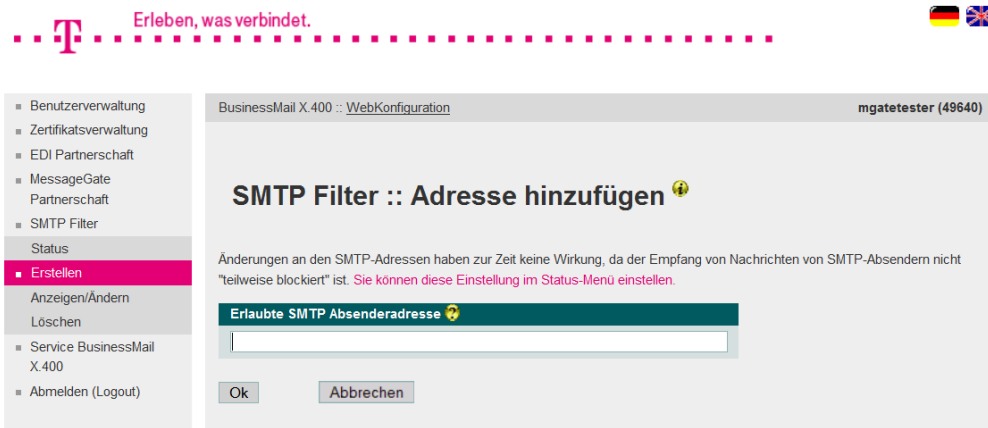 Erleben, was verbindet.
T
Benutzerverwaltung
Zertifikatsverwaltung
EDI Partnerschaft
MessageGate
Partnerschaft
SMTP Filter
Status
Erstellen
Anzeigen/Ändern
Löschen
Service BusinessMail
X.400
Abmelden (Logout)
BusinessMail X.400 :: WebKonfiguration
mgatetester (49640)
SMTP Filter :: Adresse hinzufügen
Änderungen an den SMTP-Adressen haben zur Zeit keine Wirkung, da der Empfang von Nachrichten von SMTP-Absendern nicht
"teilweise blockiert" ist. Sie können diese Einstellung im Status-Menü einstellen.
Erlaubte SMTP Absenderadresse
Ok
Abbrechen